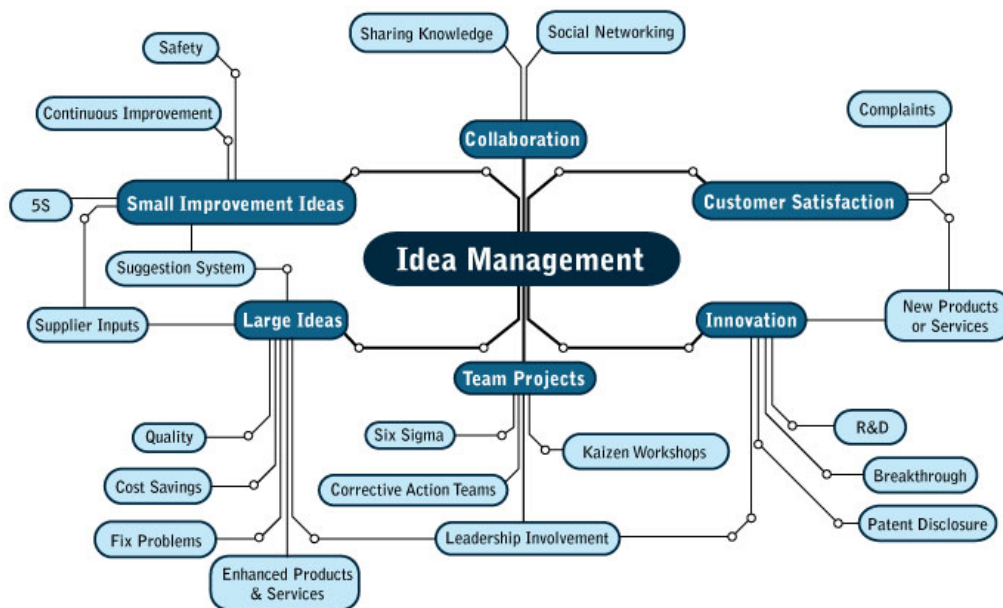 Sharing Knowledge
Social Networking
Safety
Continuous Improvement
Complaints
Collaboration
5S
Small Improvement Ideas
Customer Satisfaction
Idea Management
Suggestion System
Supplier Inputs
Large Ideas
Innovation
New Products
or Services
Team Projects
Quality
Six Sigma
Kaizen Workshops
R&D
Cost Savings
Corrective Action Teams
Breakthrough
Fix Problems
Leadership Involvement
Patent Disclosure
Enhanced Products
& Services